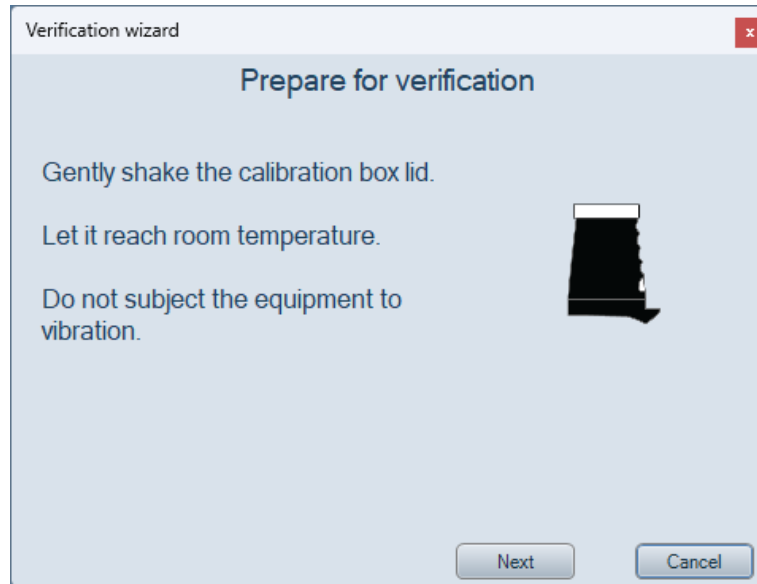 Verification wizard
x
Prepare for verification
Gently shake the calibration box lid.
Let it reach room temperature.
Do not subject the equipment to
vibration.
Next
Cancel